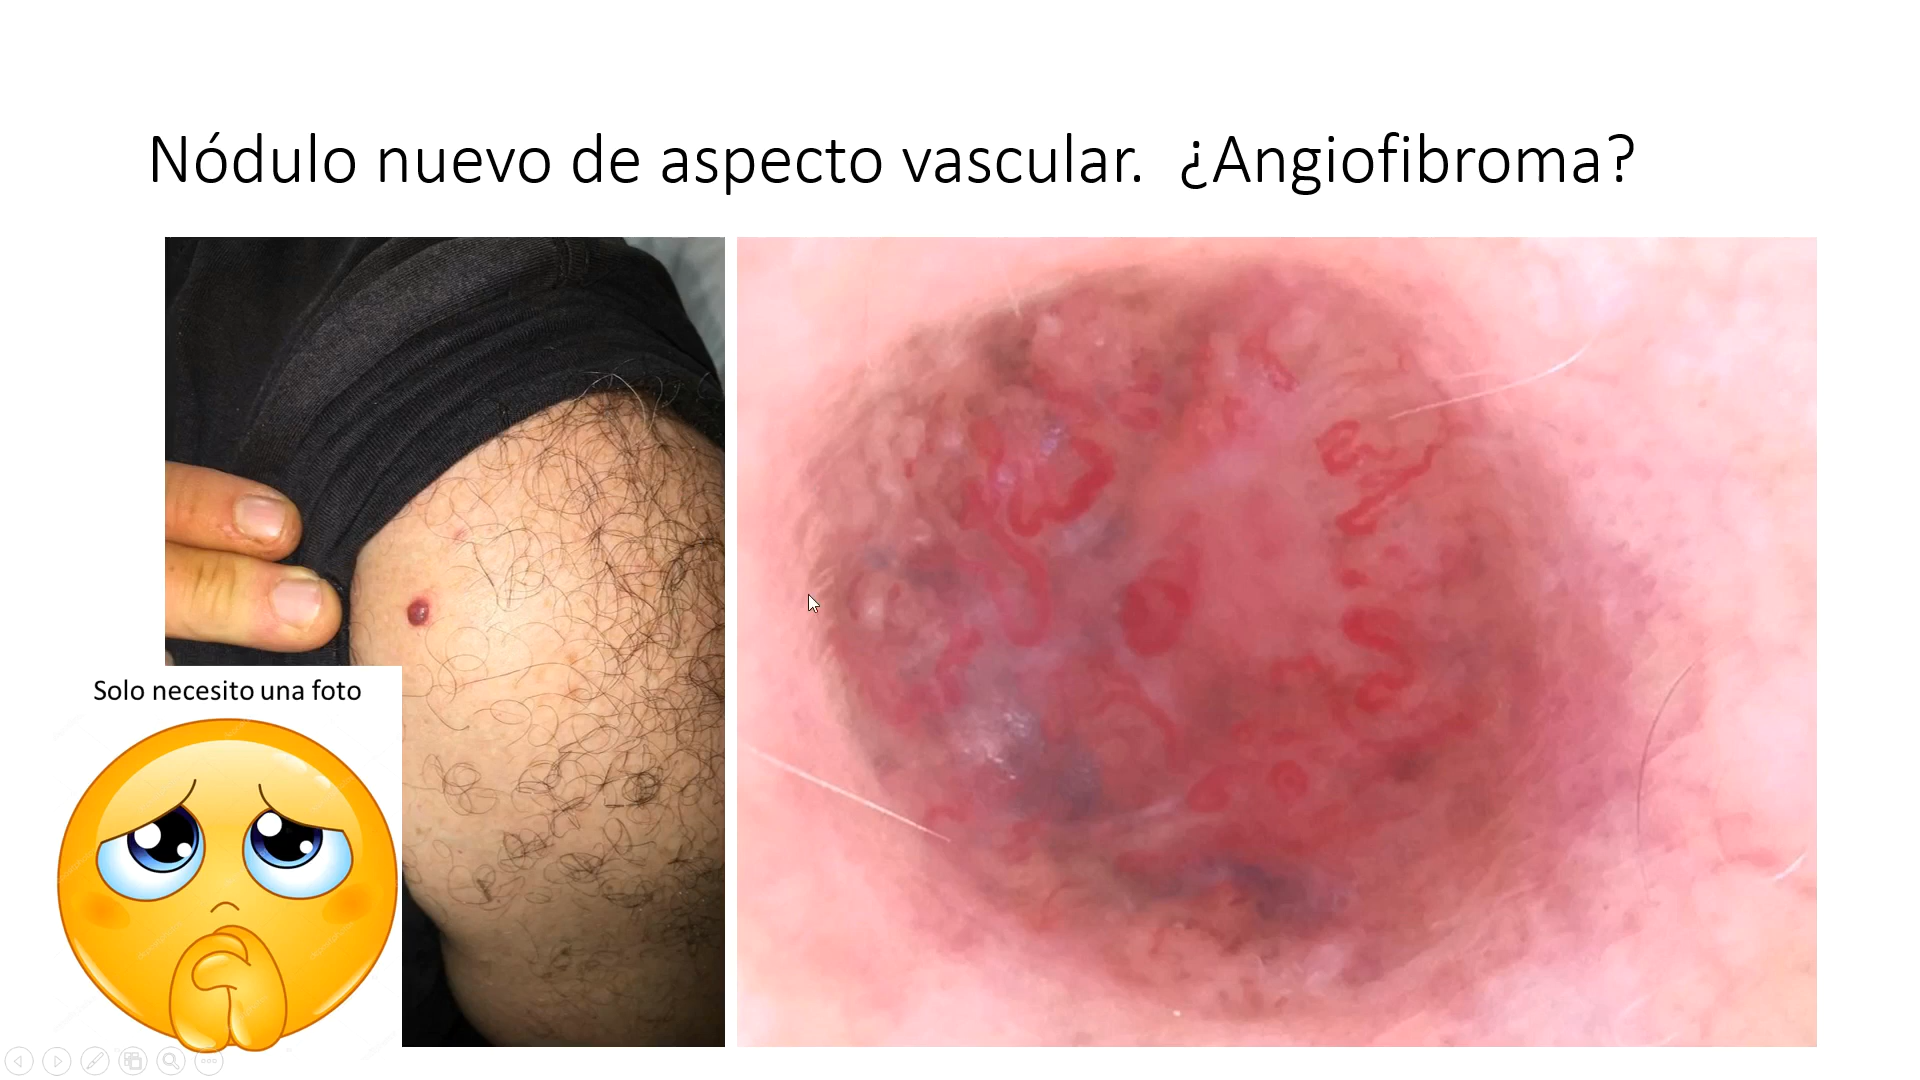 Nódulo nuevo de aspecto vascular. ¿Angiofibroma?
Solo necesito una foto